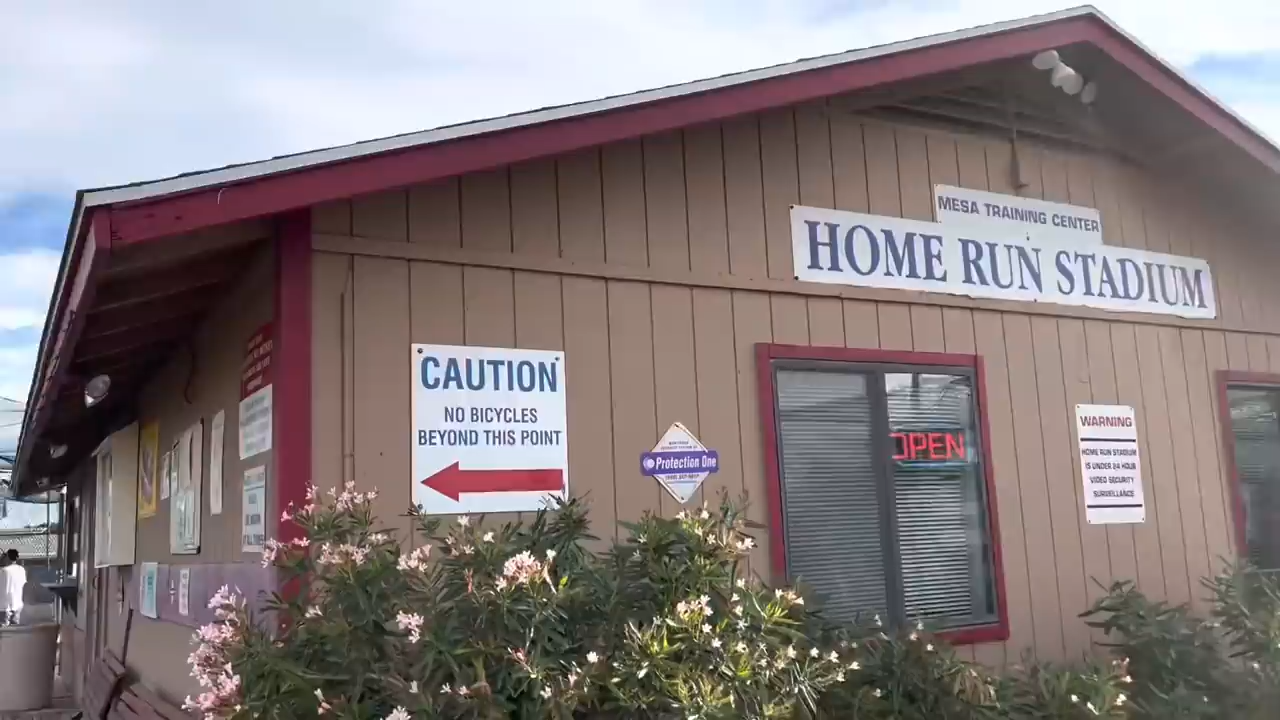 MESA TRAINING CENTER
HOME RUN STADIUM
CAUTION
NO BICYCLES
BEYOND THIS POINT
Protection One
OPEN
WARNING
HOME RUN STADIUM
IS UNDER 24 HOUR
VIDEO SECURITY
SURVEILLANCE